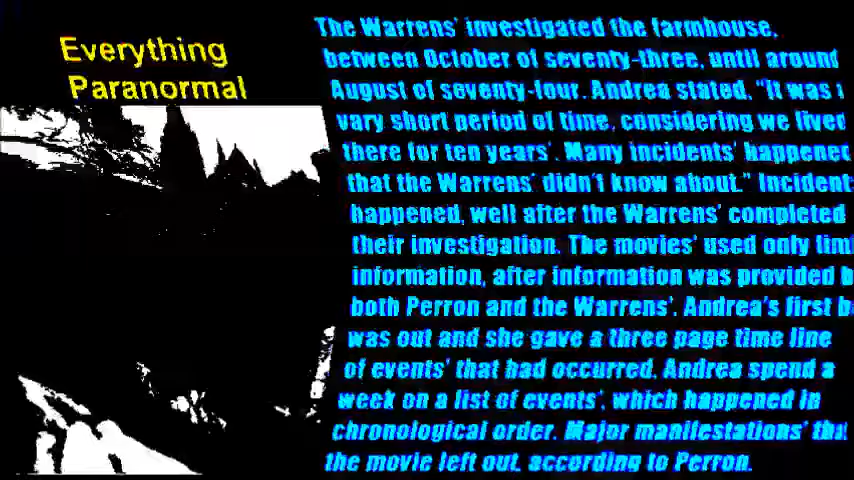 Everything
Paranormal
The Warrens' investigated the farmhouse,
between October of seventy-three, until around
August of seventy-four. Andrea stated, "It was
vary short period of time, considering we lived
there for ten years'. Many incidents' happened
that the Warrens' didn't know about." Incident
happened, well after the Warrens' completed
their investigation. The movies' used only
information, after information was provided
both Perron and the Warrens'. Andrea's first
was out and she gave a three page time line
of events' that had occurred. Andrea spend a
week on a list of events', which happened in
chronological order. Major manifestations' that
the movie left out, according to Perron.